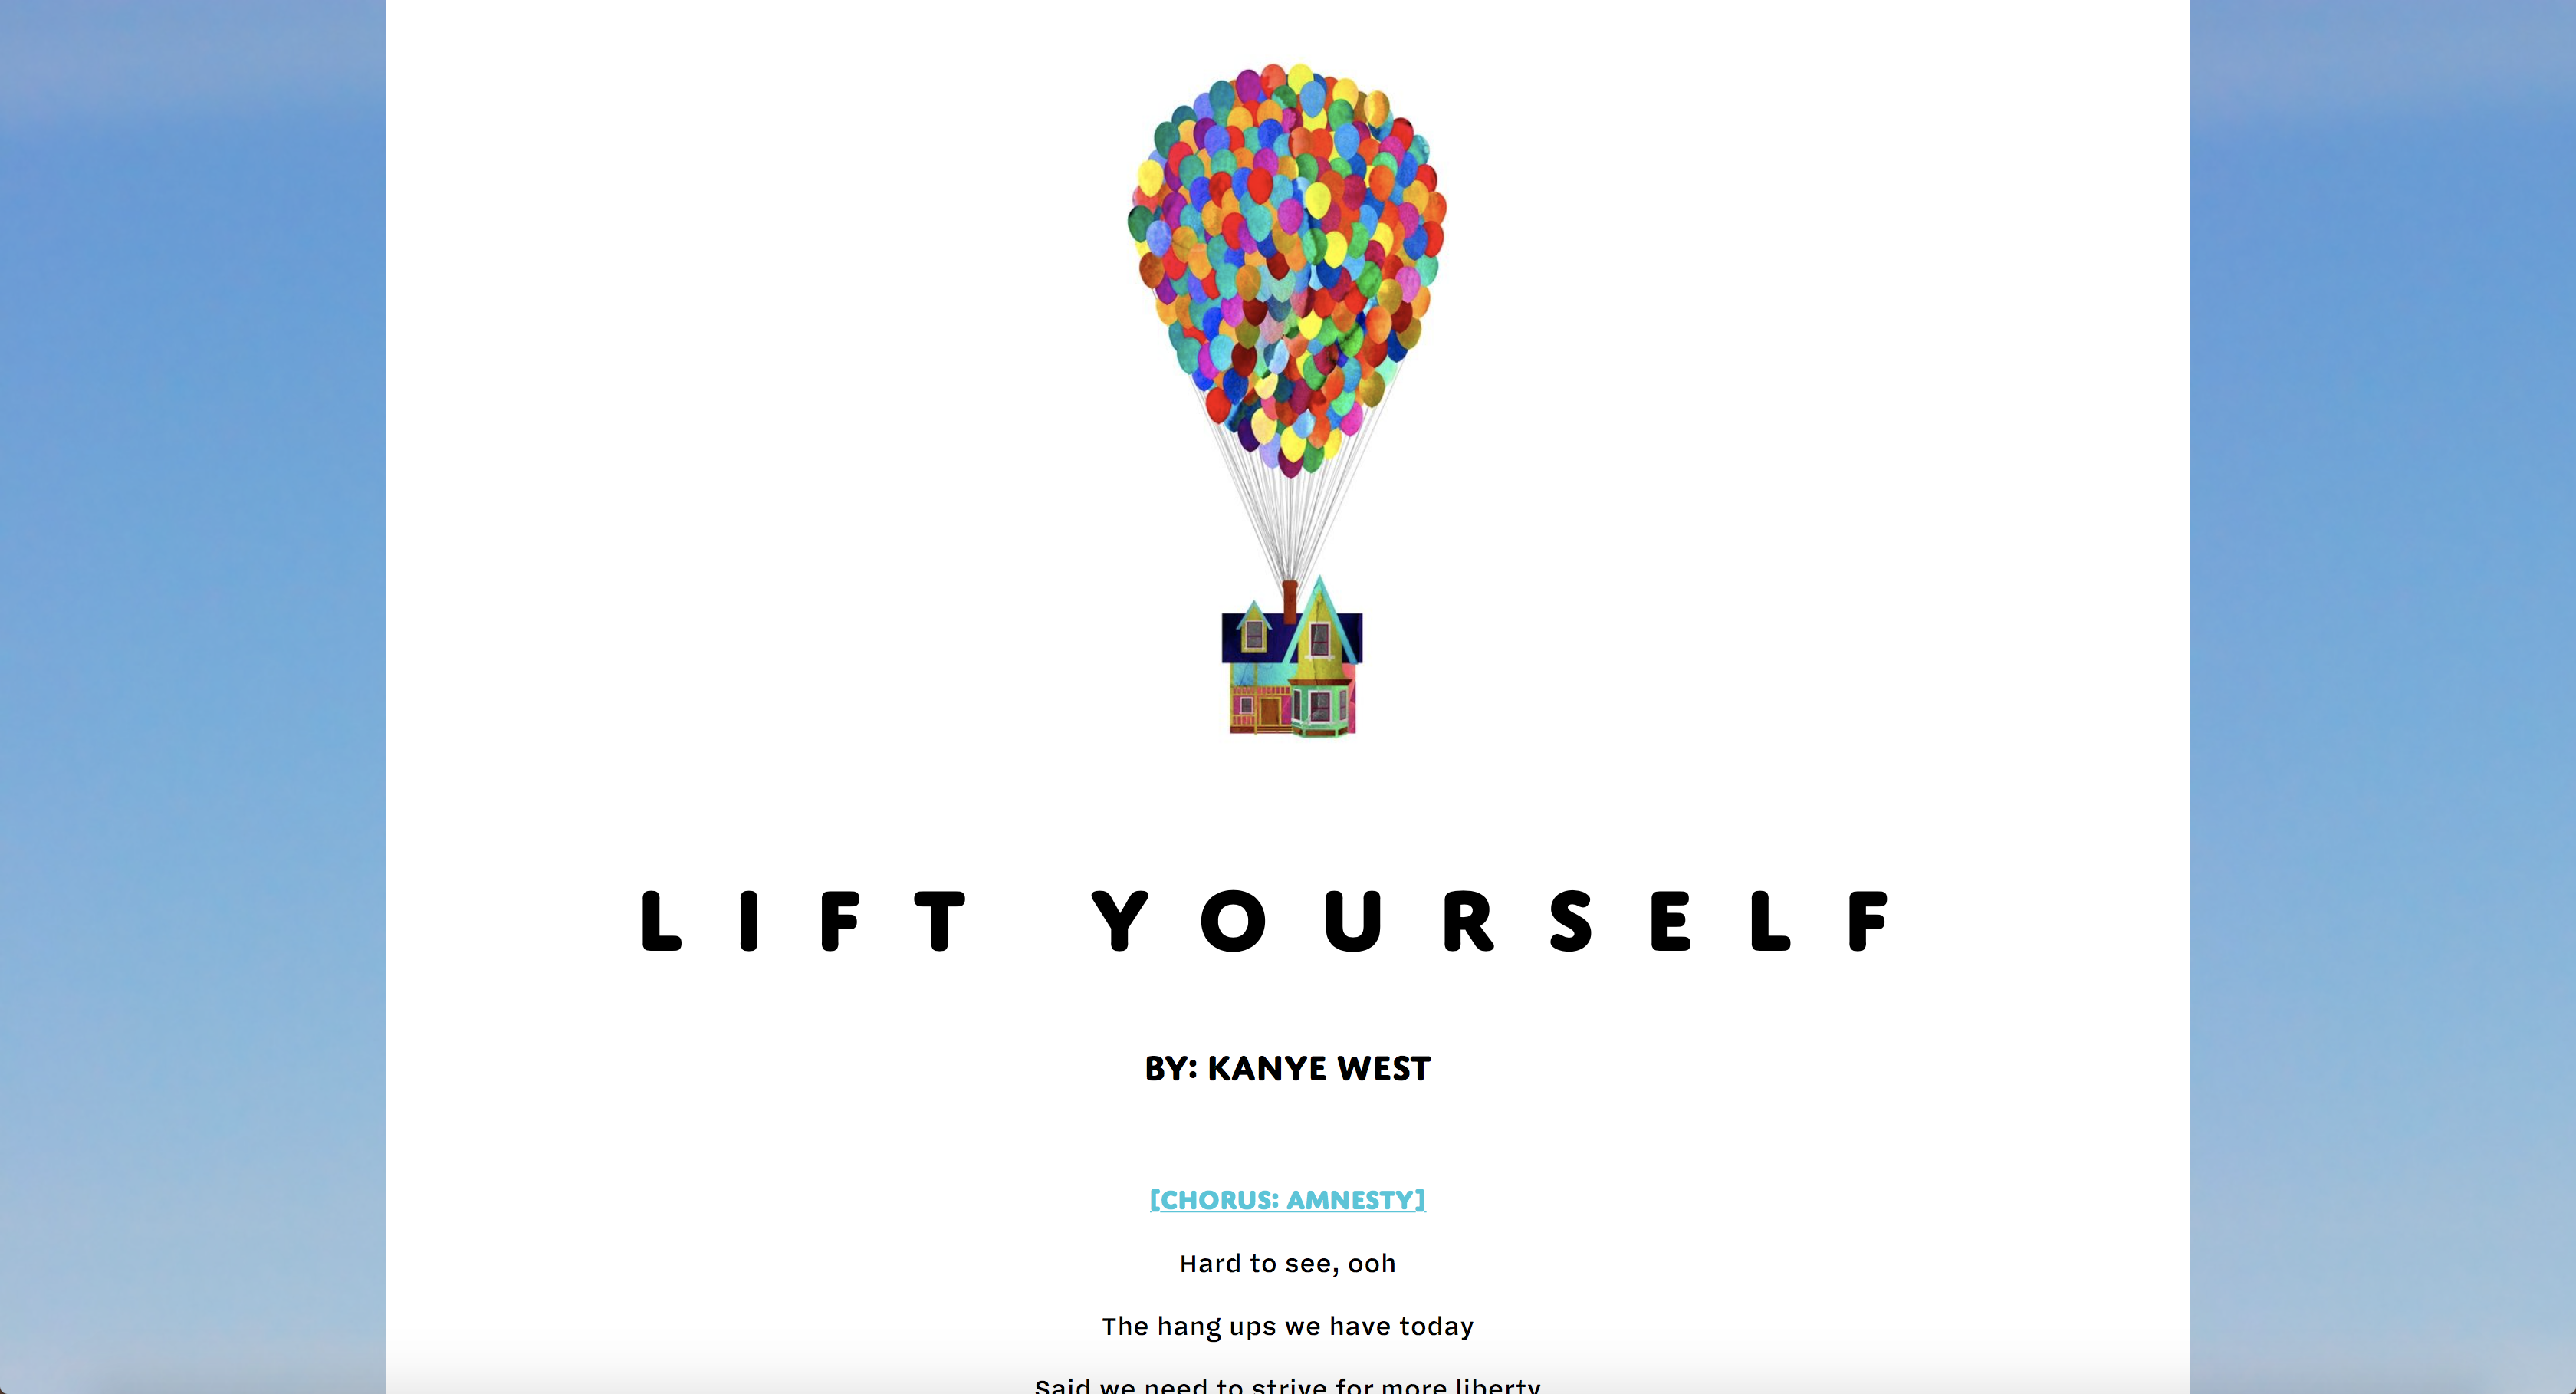 LIFT YOURSELF
BY: KANYE WEST
[CHORUS: AMNESTY]
Hard to see, ooh
The hang ups we have today
Said we need to strive for more liberty